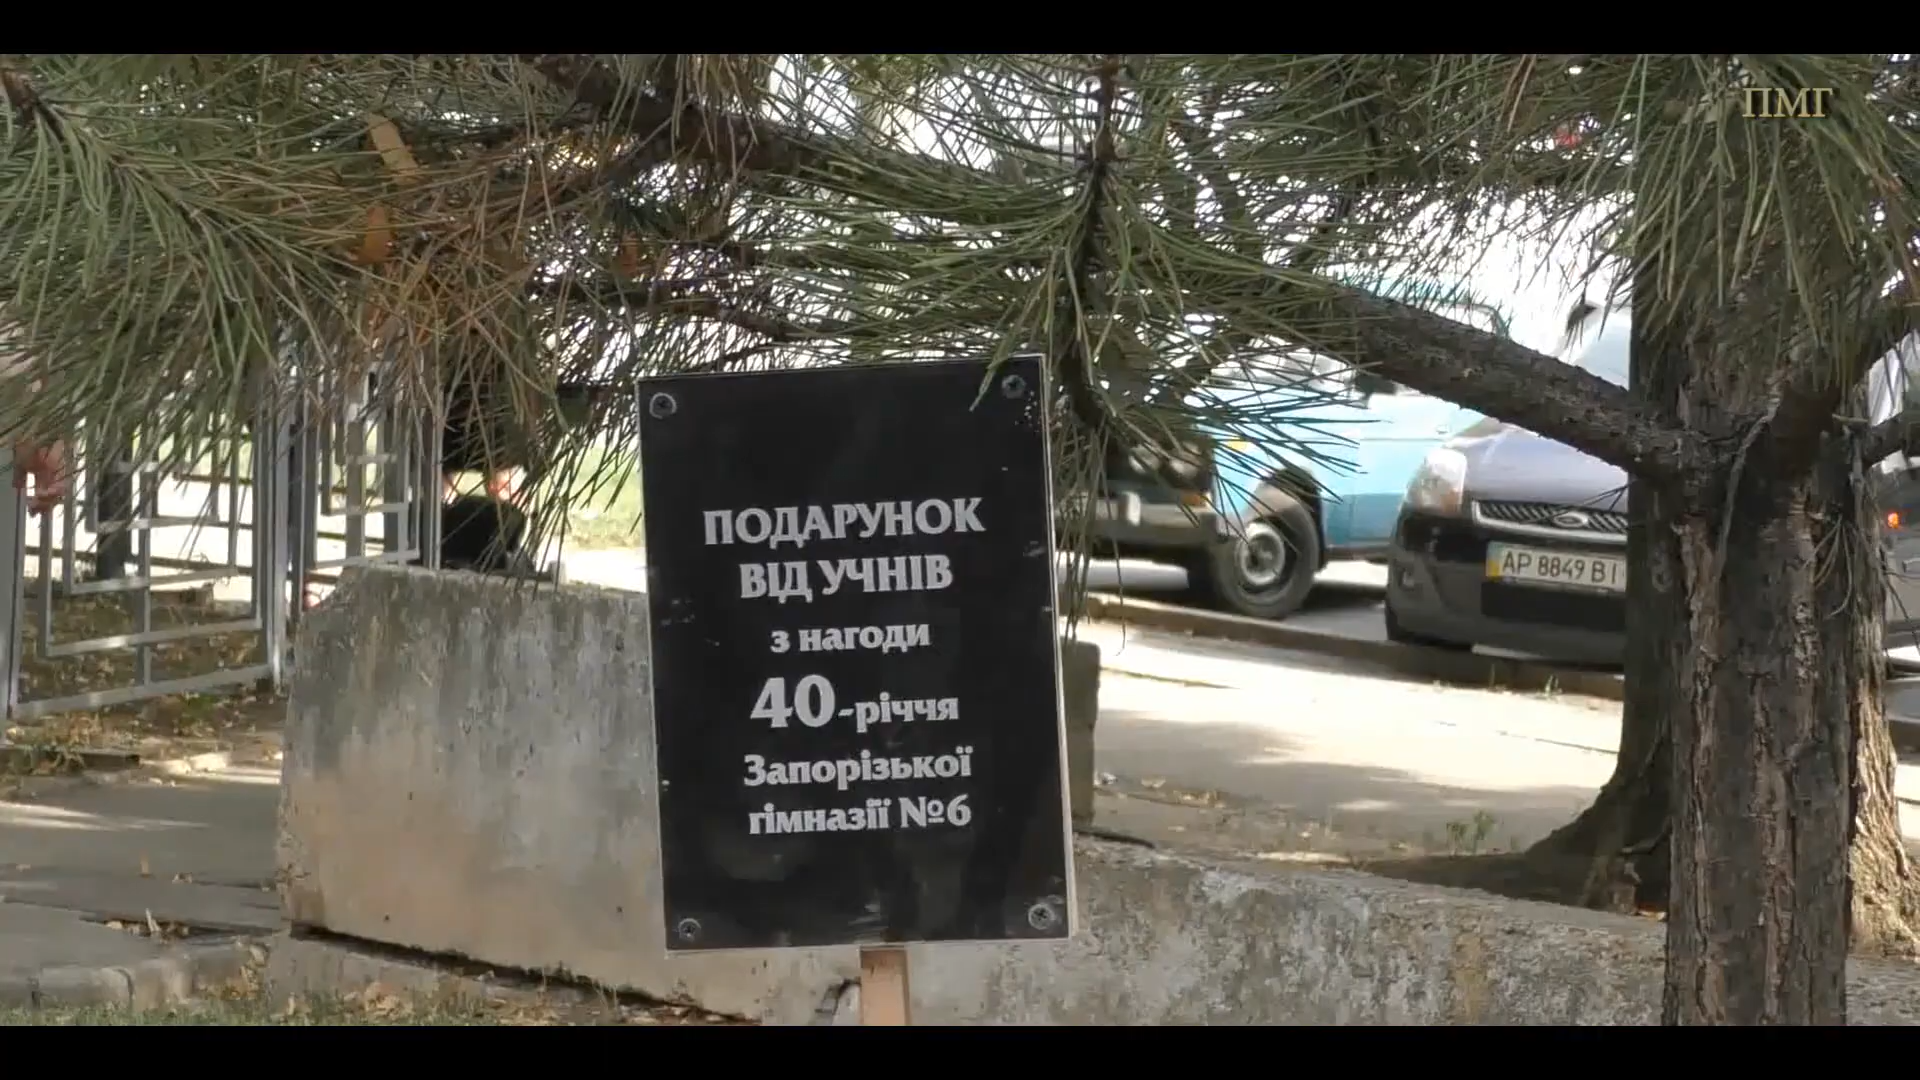 ПМГ
ПОДАРУНОК
ВІД УЧНІВ
з нагоди
40-річчя
Запорізької
гімназії №6
AP 8849 BI